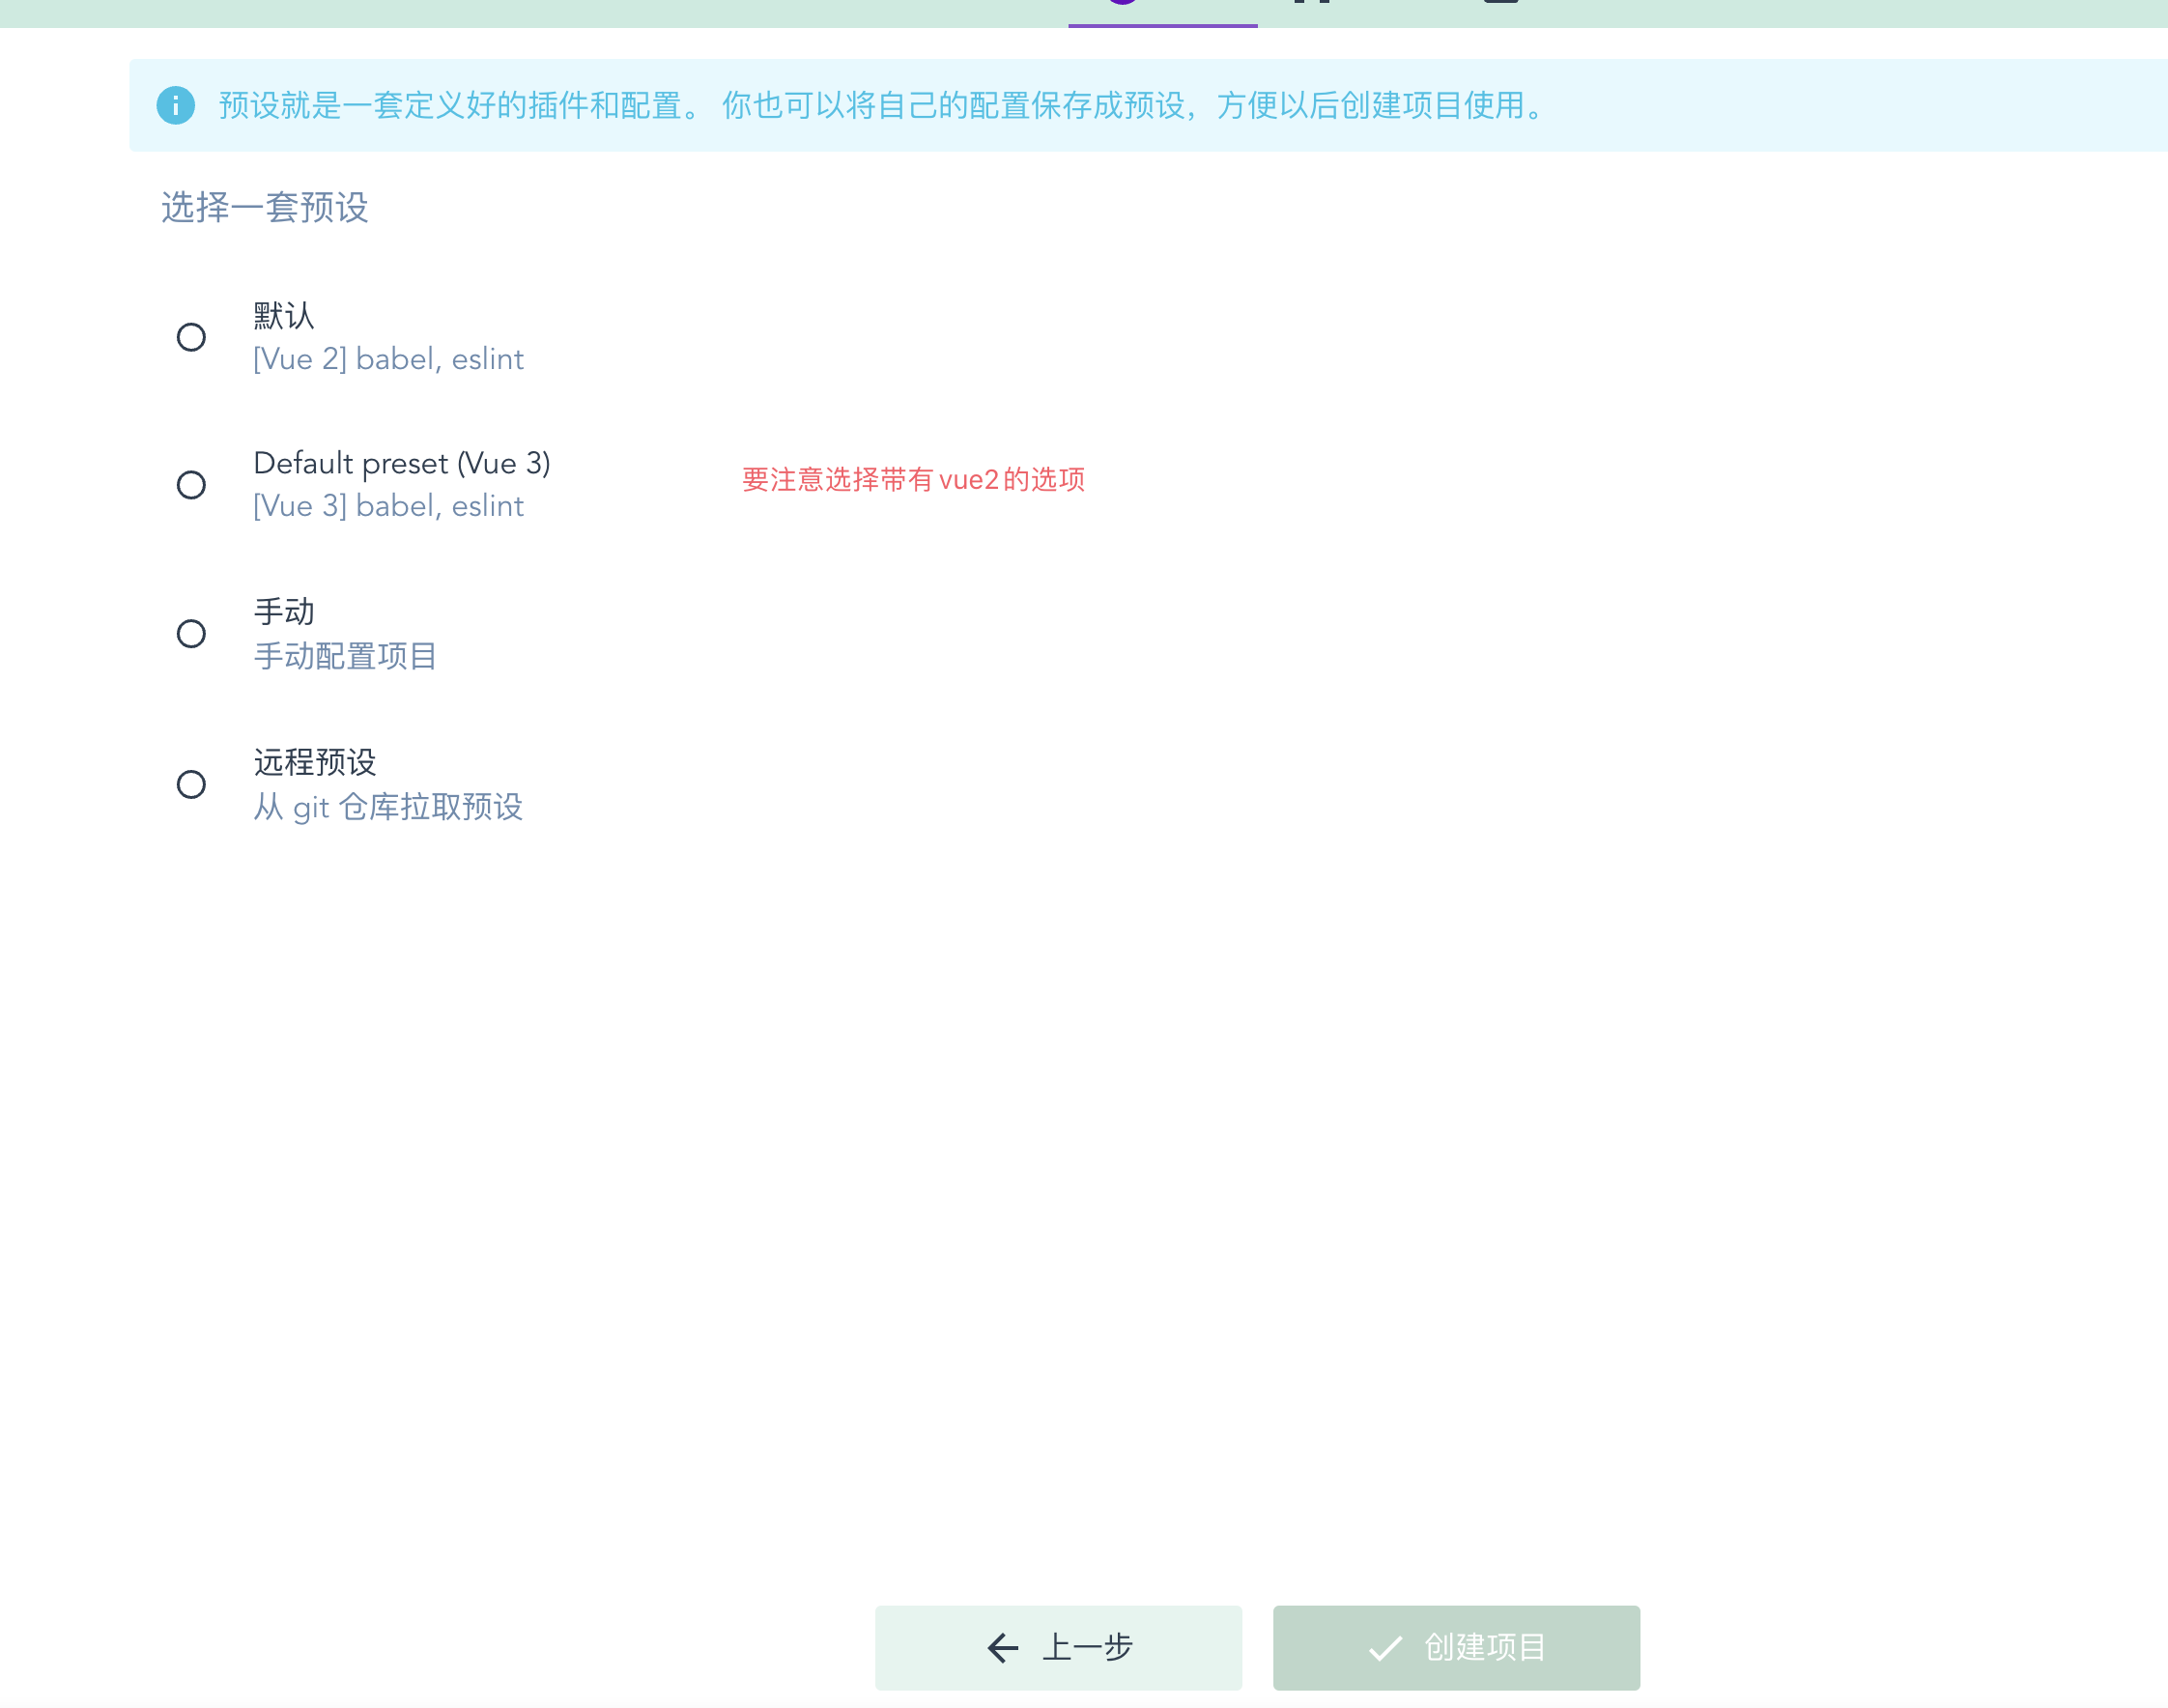 预设就是一套定义好的插件和配置。 你也可以将自己的配置保存成预设，方便以后创建项目使用。
选择一套预设
默认
[Vue 2] babel, eslint
Default preset (Vue 3)
[Vue 3] babel, eslint
要注意选择带有 vue2 的选项
手动
手动配置项目
远程预设
从 git 仓库拉取预设
上一步
创建项目